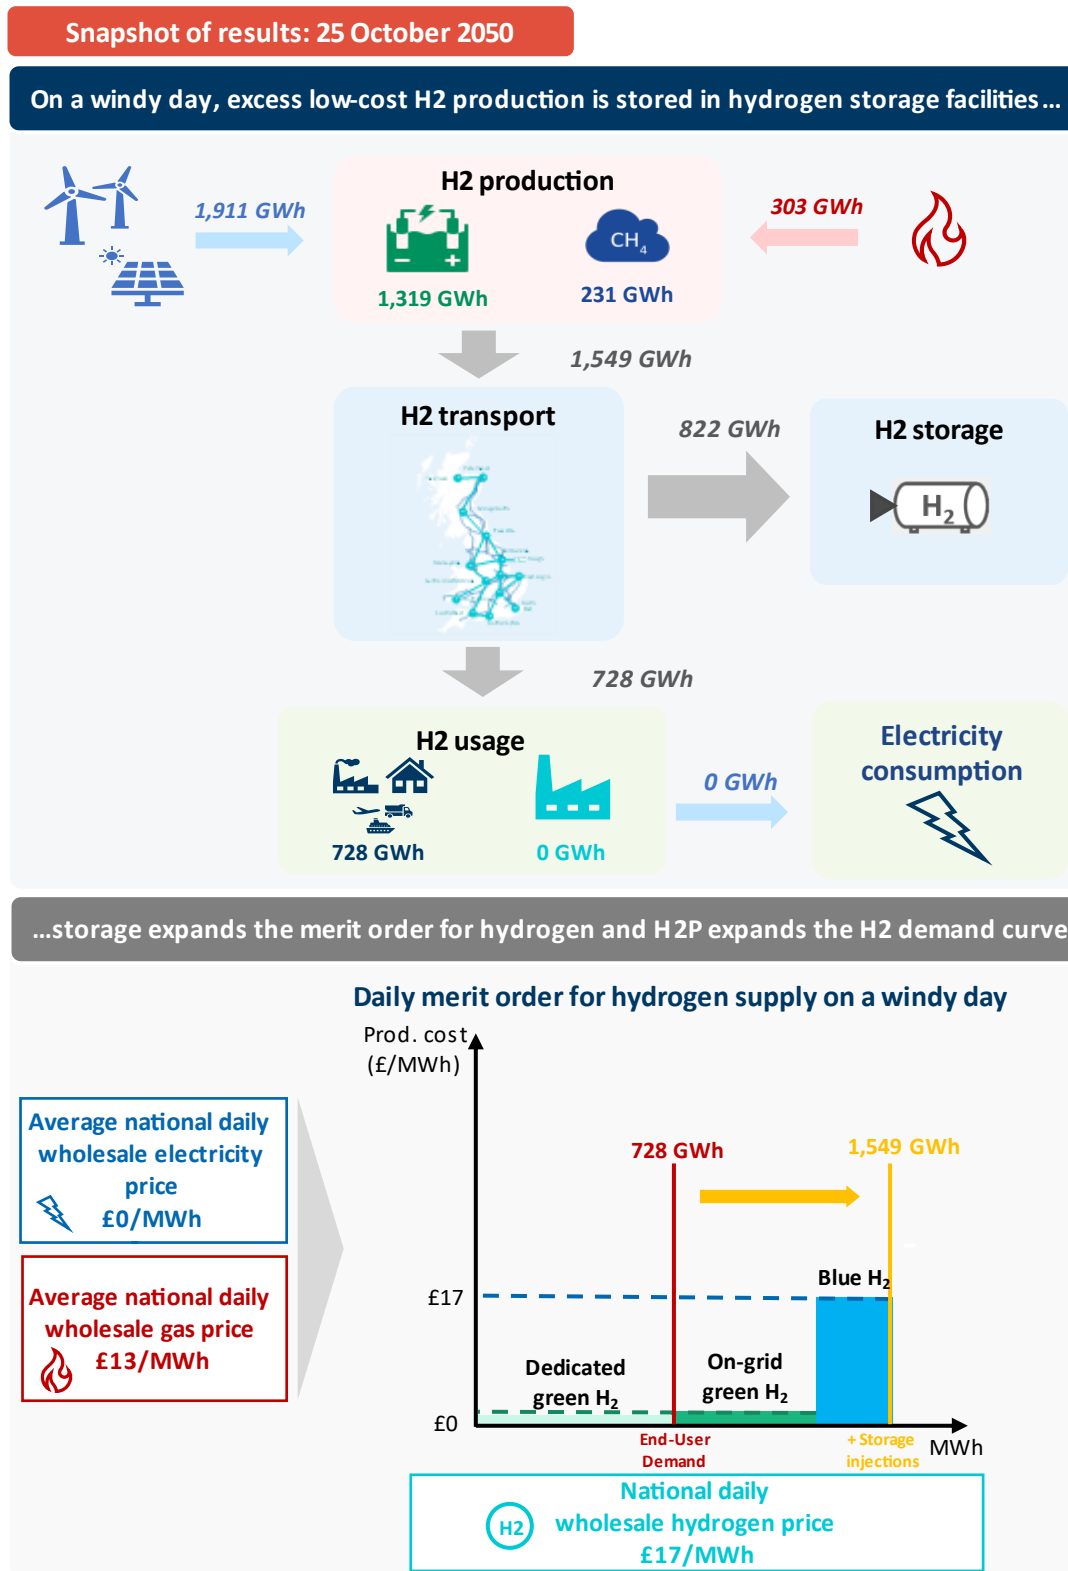 Snapshot of results: 25 October 2050
On a windy day, excess low-cost H2 production is stored in hydrogen storage facilities…
H2 production
1,911 GWh
303 GWh
CH4
1,319 GWh
231 GWh
1,549 GWh
H2 transport
822 GWh
H2 storage
H2
728 GWh
H2 usage
Electricity
consumption
0 GWh
728 GWh
0 GWh
…storage expands the merit order for hydrogen and H2P expands the H2 demand curve
Daily merit order for hydrogen supply on a windy day
Prod. cost
(£/MWh)
Average national daily
wholesale electricity
price
£0/MWh
728 GWh
1,549 GWh
Average national daily
wholesale gas price
£13/MWh
£17
Blue H2
Dedicated
green H2
On-grid
green H2
£0
End-User
Demand
+ Storage
injections
MWh
National daily
H2
wholesale hydrogen price
£17/MWh